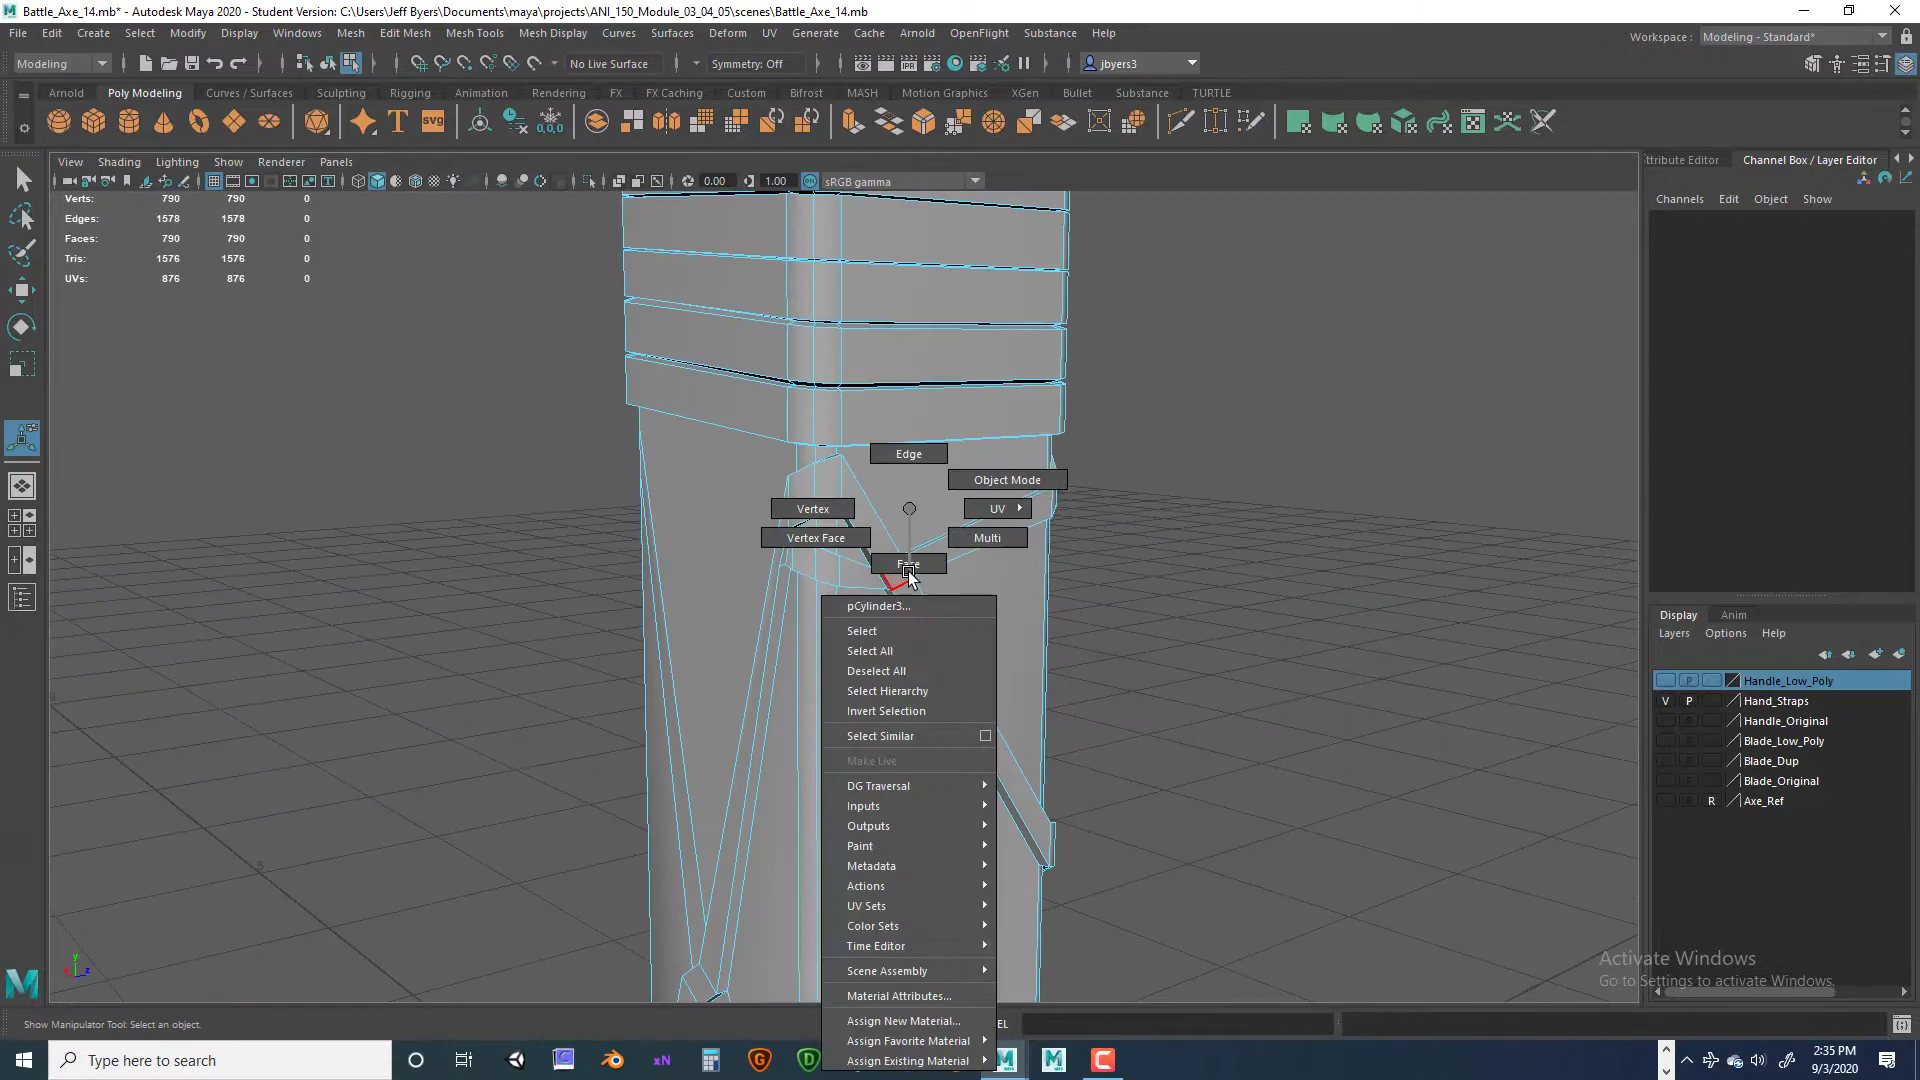 Battle_Axe_14.mb* - Autodesk Maya 2020 - Student Version: C:\Users\Jeff Byers\Documents\maya\projects\ANI_150_Module_03_04_05\scenes\Battle_Axe_14.mb
File Edit Create Select Modify Display Windows Mesh Edit Mesh Mesh Tools Mesh Display Curves Surfaces Deform UV Generate Cache Arnold OpenFlight Substance Help
Workspace : Modeling - Standard*
Modeling No Live Surface Symmetry: Off jbyers3
Arnold Poly Modeling Curves / Surfaces Sculpting Rigging Animation Rendering FX FX Caching Custom Bifrost MASH Motion Graphics XGen Bullet Substance TURTLE
T svg 0,0,0 IPR
View Shading Lighting Show Renderer Panels
ttribute Editor Channel Box / Layer Editor
0.00 1.00 sRGB gamma
Channels Edit Object Show
Verts: 790 790 0
Edges: 1578 1578 0
Faces: 790 790 0
Tris: 1576 1576 0
UVs: 876 876 0
Edge
Object Mode
Vertex UV
Vertex Face Multi
pCylinder3...
Select
Select All
Deselect All
Select Hierarchy
Invert Selection
Select Similar
Make Live
DG Traversal
Inputs
Outputs
Paint
Metadata
Actions
UV Sets
Color Sets
Time Editor
Scene Assembly
Material Attributes...
Assign New Material...
Assign Favorite Material
Assign Existing Material
Display Anim
Layers Options Help
P Handle_Low_Poly
V P Hand_Straps
Handle_Original
Blade_Low_Poly
Blade_Dup
Blade_Original
R Axe_Ref
5
y
x z
Activate Windows
Go to Settings to activate Windows.
Show Manipulator Tool: Select an object.
EL
Type here to search
xN
G
D
C
2:35 PM
9/3/2020